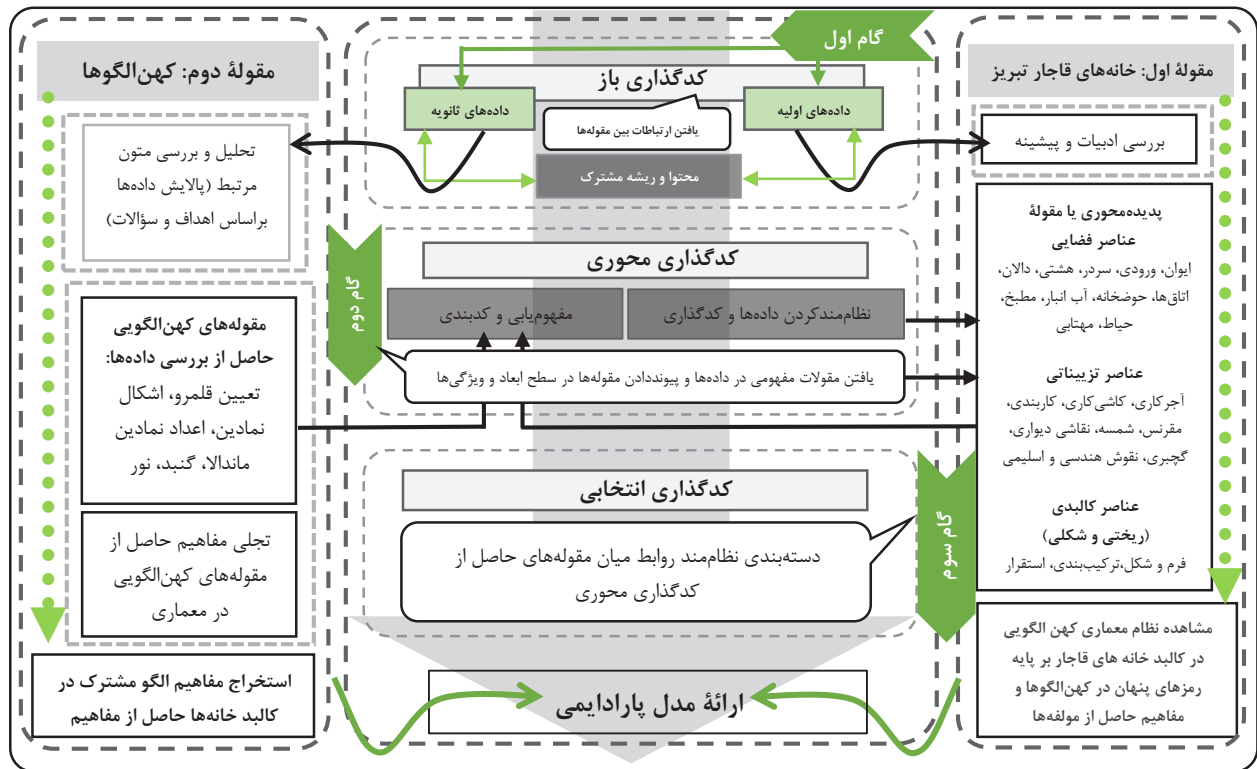 مقولۀ اول: خانه‌های قاجار تبریز
بررسی ادبیات و پیشینه
پدیده‌محوری یا مقولۀ
عناصر فضایی
ایوان، ورودی، سردر، هشتی، دالان،
اتاق‌ها، حوضخانه، آب انبار، مطبخ،
حیاط، مهتابی
عناصر تزییناتی
آجرکاری، کاشی‌کاری، کاربندی،
مقرنس، شمسه، نقاشی دیواری،
گچبری، نقوش هندسی و اسلیمی
عناصر کالبدی
(ریختی و شکلی)
فرم و شکل،ترکیب‌بندی، استقرار
مشاهده نظام معماری کهن الگویی
در کالبد خانه های قاجار بر پایه
رمزهای پنهان در کهن‌الگوها و
مفاهیم حاصل از مولفه‌ها
گام اول
کدگذاری باز
داده‌های اولیه
داده‌های ثانویه
یافتن ارتباطات بین مقوله‌ها
محتوا و ریشه مشترک
گام دوم
کدگذاری محوری
نظام‌مندکردن داده‌ها و کدگذاری
مفهوم‌یابی و کدبندی
یافتن مقولات مفهومی در داده‌ها و پیونددادن مقوله‌ها در سطح ابعاد و ویژگی‌ها
گام سوم
کدگذاری انتخابی
دسته‌بندی نظام‌مند روابط میان مقوله‌های حاصل از
کدگذاری محوری
ارائۀ مدل پارادایمی
مقولۀ دوم: کهن‌الگوها
تحلیل و بررسی متون
مرتبط (پالایش داده‌ها
براساس اهداف و سؤالات)
مقوله‌های کهن‌الگویی
حاصل از بررسی داده‌ها:
تعیین قلمرو، اشکال
نمادین، اعداد نمادین
ماندالا، گنبد، نور
تجلی مفاهیم حاصل از
مقوله‌های کهن‌الگویی
در معماری
استخراج مفاهیم الگو مشترک در
کالبد خانه‌ها حاصل از مفاهیم